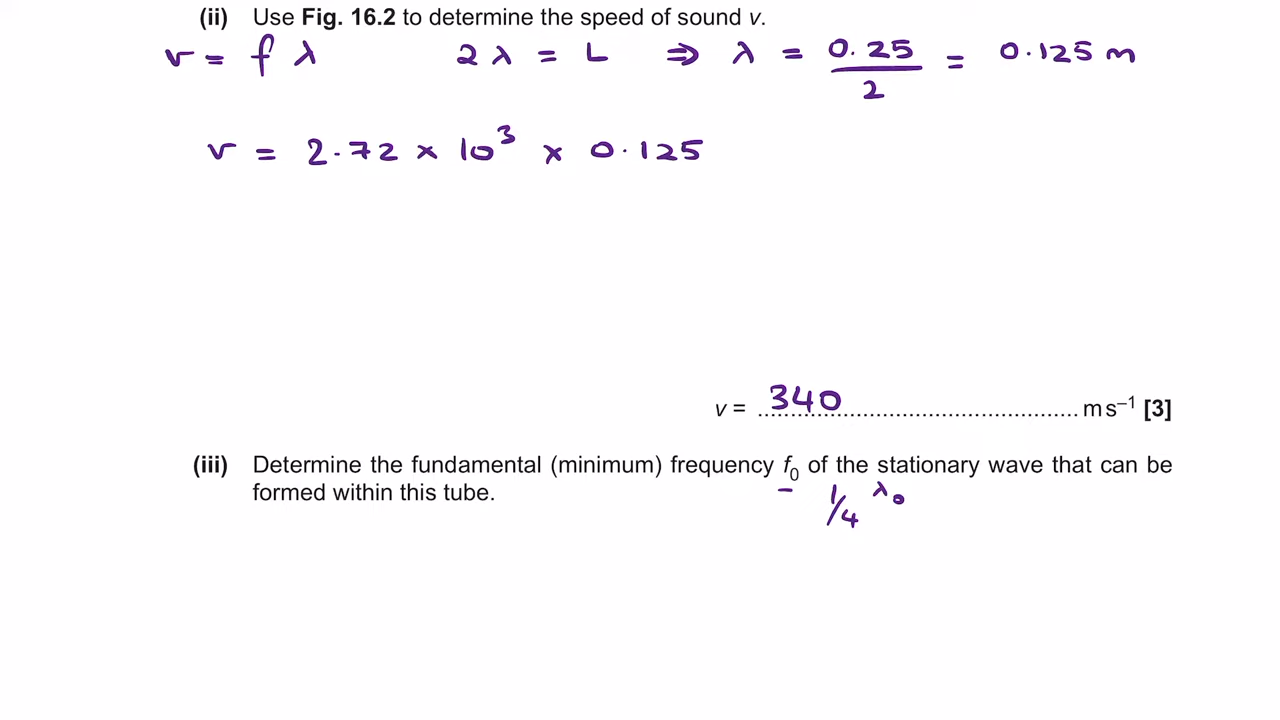 (ii) Use Fig. 16.2 to determine the speed of sound v.
v = f λ 2 λ = L ⇒ λ = 0.25/2 = 0.125 m
v = 2.72 × 10³ × 0.125
v = 340 m s⁻¹ [3]
(iii) Determine the fundamental (minimum) frequency f₀ of the stationary wave that can be
formed within this tube.
1/4 λ₀